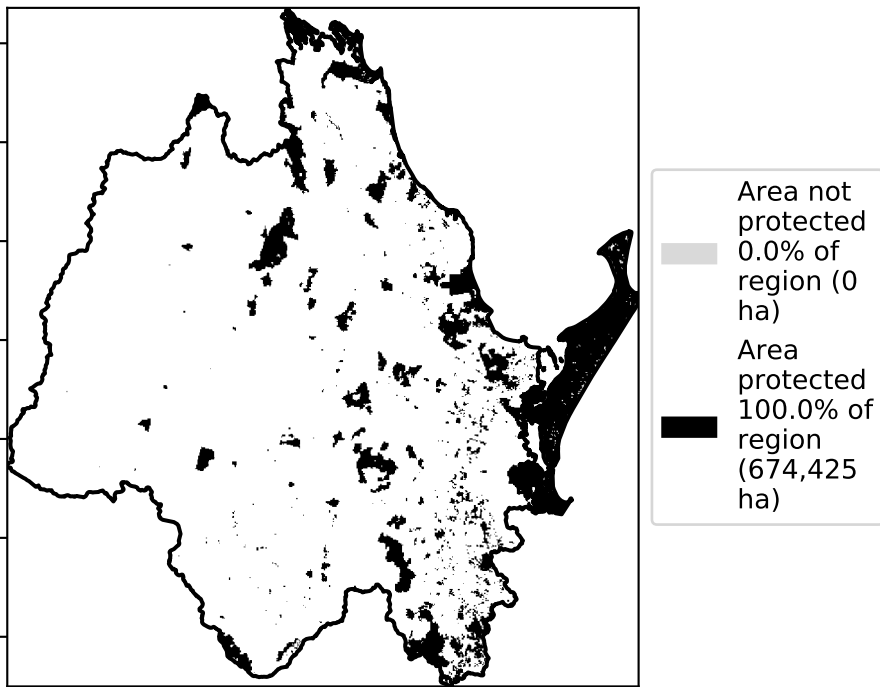 Area not
protected
0.0% of
region (0
ha)
Area
protected
100.0% of
region
(674,425
ha)